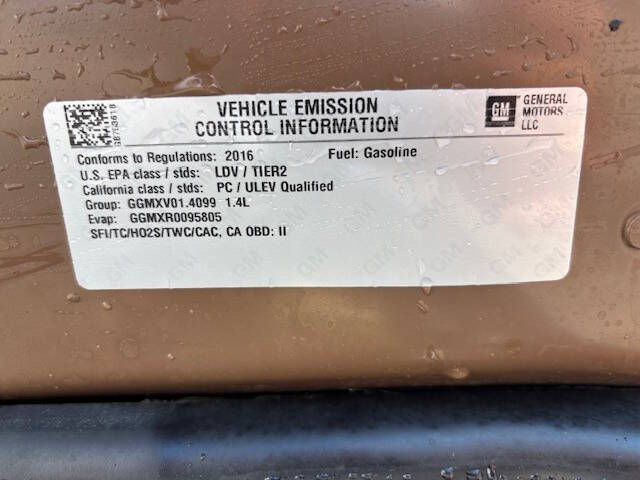 VEHICLE EMISSION
CONTROL INFORMATION
GM
GENERAL
MOTORS
LLC
Conforms to Regulations: 2016 Fuel: Gasoline
U.S. EPA class / stds: LDV / TIER2
California class / stds: PC / ULEV Qualified
Group: GGMXV01.4099 1.4L
Evap: GGMXR0095805
SFI/TC/HO2S/TWC/CAC, CA OBD: II